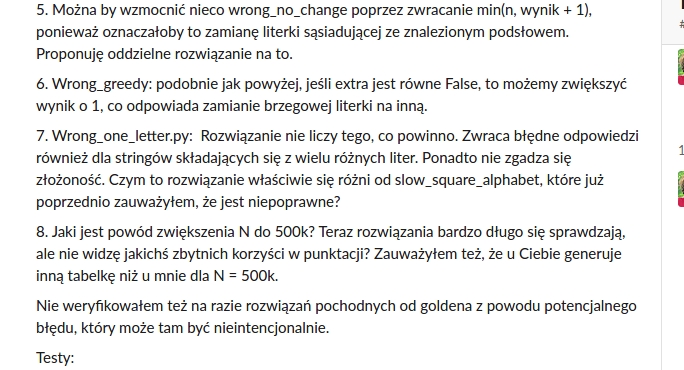 5. Można by wzmocnić nieco wrong_no_change poprzez zwracanie min(n, wynik + 1),
ponieważ oznaczałoby to zamianę literki sąsiadującej ze znalezionym podsłowem.
Proponuję oddzielne rozwiązanie na to.
6. Wrong_greedy: podobnie jak powyżej, jeśli extra jest równe False, to możemy zwiększyć
wynik o 1, co odpowiada zamianie brzegowej literki na inną.
7. Wrong_one_letter.py: Rozwiązanie nie liczy tego, co powinno. Zwraca błędne odpowiedzi
również dla stringów składających się z wielu różnych liter. Ponadto nie zgadza się
złożoność. Czym to rozwiązanie właściwie się różni od slow_square_alphabet, które już
poprzednio zauważyłem, że jest niepoprawne?
8. Jaki jest powód zwiększenia N do 500k? Teraz rozwiązania bardzo długo się sprawdzają,
ale nie widzę jakichś zbytnich korzyści w punktacji? Zauważyłem też, że u Ciebie generuje
inną tabelkę niż u mnie dla N = 500k.
Nie weryfikowałem też na razie rozwiązań pochodnych od goldena z powodu potencjalnego
błędu, który może tam być nieintencjonalnie.
Testy: